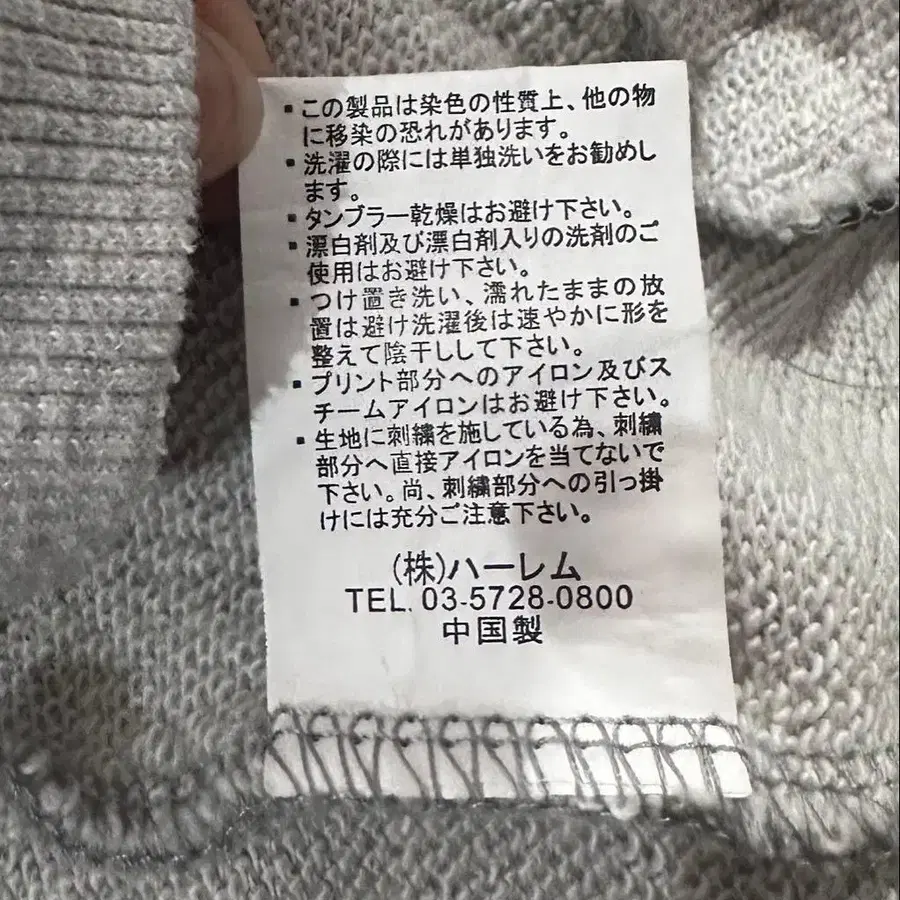 ▪この製品は染色の性質上、他の物
に移染の恐れがあります。
▪洗濯の際には単独洗いをお勧めし
ます。
▪タンブラー乾燥はお避け下さい。
▪漂白剤及び漂白剤入りの洗剤のご
使用はお避け下さい。
▪つけ置き洗い、濡れたままの放
置は避け洗濯後は速やかに形を
整えて陰干しして下さい。
▪プリント部分へのアイロン及びス
チームアイロンはお避け下さい。
▪生地に刺繍を施している為、刺繍
部分へ直接アイロンを当てないで
下さい。尚、刺繍部分への引っ掛
けには充分ご注意下さい。
(株)ハーレム
TEL. 03-5728-0800
中国製